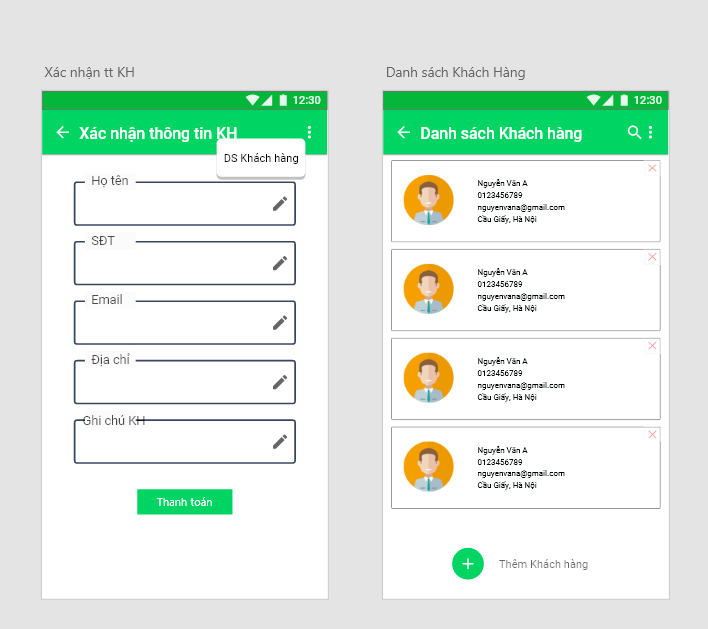 Xác nhận tt KH
12:30
Xác nhận thông tin KH
DS Khách hàng
Họ tên
SĐT
Email
Địa chỉ
Ghi chú KH
Thanh toán
Danh sách Khách Hàng
12:30
Danh sách Khách hàng
Nguyễn Văn A
0123456789
nguyenvana@gmail.com
Cầu Giấy, Hà Nội
Nguyễn Văn A
0123456789
nguyenvana@gmail.com
Cầu Giấy, Hà Nội
Nguyễn Văn A
0123456789
nguyenvana@gmail.com
Cầu Giấy, Hà Nội
Nguyễn Văn A
0123456789
nguyenvana@gmail.com
Cầu Giấy, Hà Nội
Thêm Khách hàng